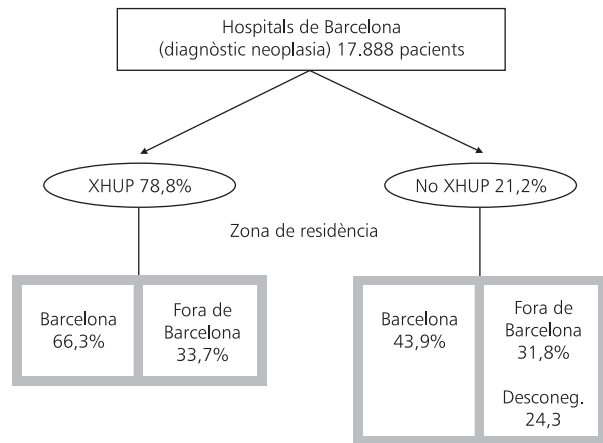 Hospitals de Barcelona
(diagnòstic neoplasia) 17.888 pacients
XHUP 78,8%
No XHUP 21,2%
Zona de residència
Barcelona
66,3%
Fora de
Barcelona
33,7%
Barcelona
43,9%
Fora de
Barcelona
31,8%
Desconeg.
24,3